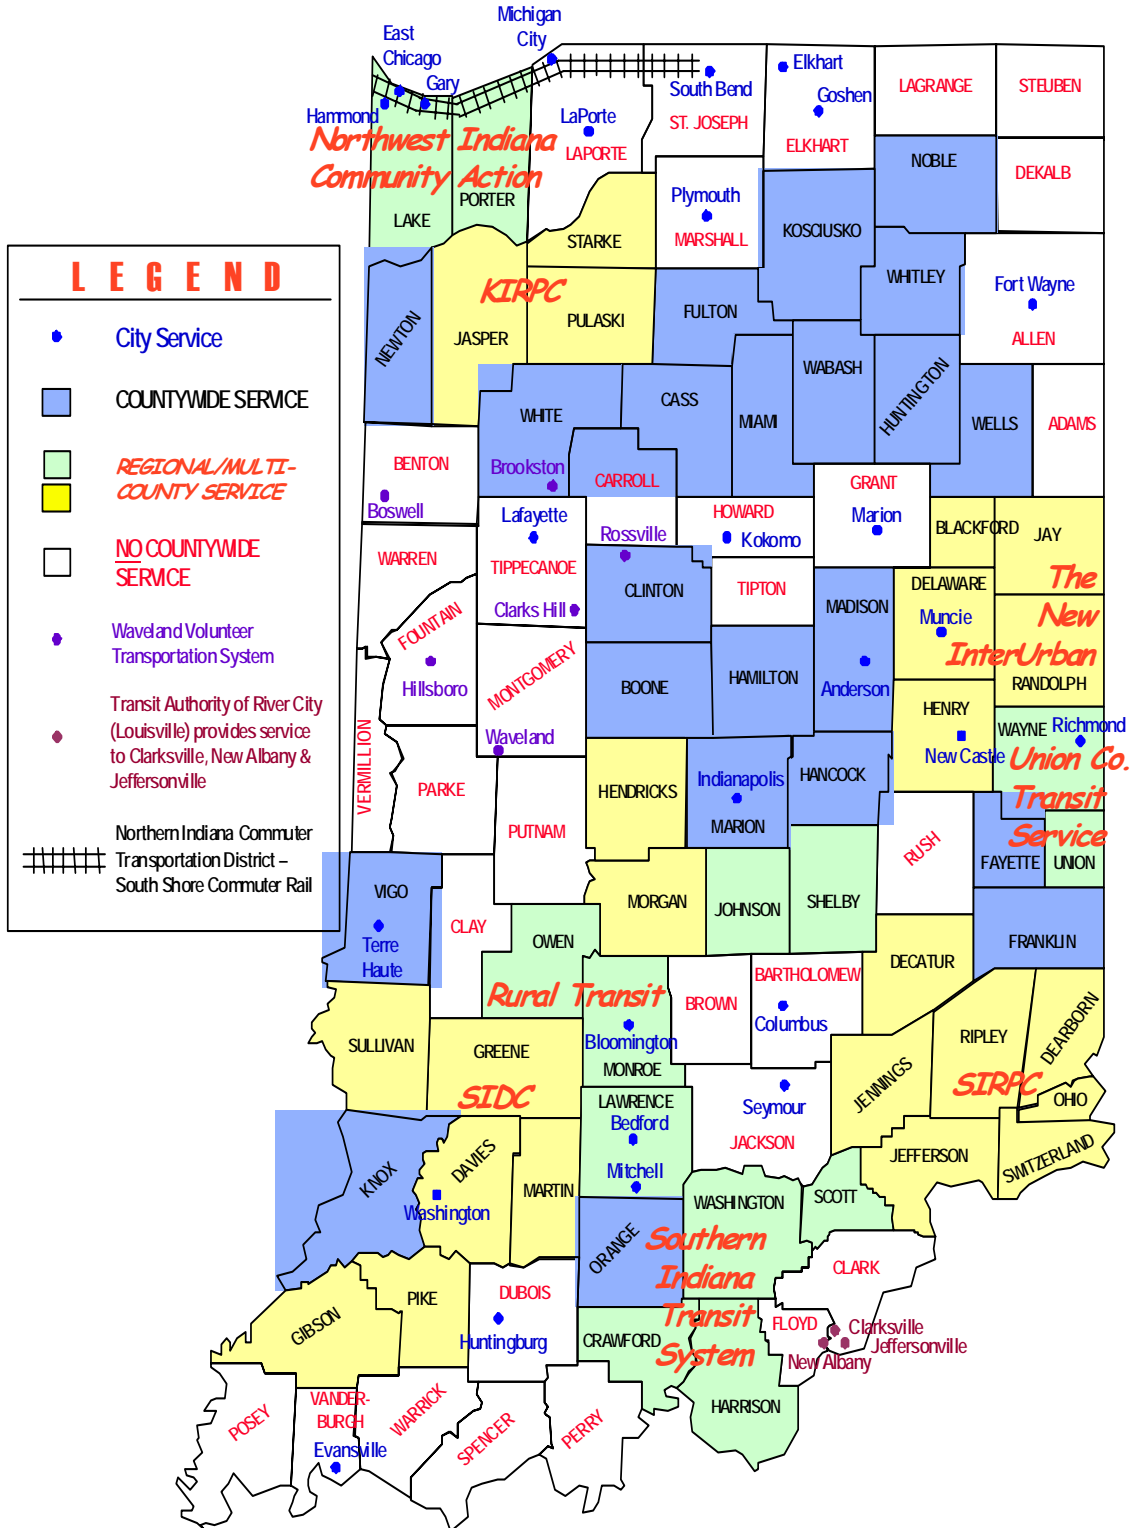 Michigan
City
East
Chicago
Gary
Hammond
South Bend
Elkhart
Goshen
LaPorte
LAGRANGE
STEUBEN
ST. JOSEPH
ELKHART
LAPORTE
Northwest Indiana
Community Action
NOBLE
DEKALB
PORTER
LAKE
Plymouth
MARSHALL
STARKE
KOSCIUSKO
WHITLEY
Fort Wayne
ALLEN
LEGEND
City Service
COUNTYWIDE SERVICE
REGIONAL/MULTI-
COUNTY SERVICE
NO COUNTYWIDE
SERVICE
Waveland Volunteer
Transportation System
Transit Authority of River City
(Louisville) provides service
to Clarksville, New Albany &
Jeffersonville
Northern Indiana Commuter
Transportation District –
South Shore Commuter Rail
KIRPC
NEWTON
JASPER
PULASKI
FULTON
WABASH
HUNTINGTON
WHITE
CASS
MIAMI
WELLS
ADAMS
BENTON
Boswell
Brookston
CARROLL
GRANT
Marion
Lafayette
TIPPECANOE
Clarks Hill
Rossville
HOWARD
Kokomo
BLACKFORD
JAY
WARREN
CLINTON
TIPTON
MADISON
Anderson
DELAWARE
Muncie
The
New
InterUrban
RANDOLPH
FOUNTAIN
Hillsboro
MONTGOMERY
Waveland
BOONE
HAMILTON
HENRY
New Castle
WAYNE
Richmond
Union Co.
Transit
Service
VERMILLION
PARKE
PUTNAM
HENDRICKS
Indianapolis
MARION
HANCOCK
RUSH
FAYETTE
UNION
VIGO
Terre
Haute
CLAY
MORGAN
JOHNSON
SHELBY
FRANKLIN
OWEN
Rural Transit
Bloomington
MONROE
BROWN
BARTHOLOMEW
Columbus
DECATUR
SULLIVAN
GREENE
SIDC
RIPLEY
DEARBORN
SIRPC
JENNINGS
OHIO
LAWRENCE
Bedford
Mitchell
Seymour
JACKSON
JEFFERSON
SWITZERLAND
KNOX
DAVIES
Washington
MARTIN
ORANGE
WASHINGTON
SCOTT
Southern
Indiana
Transit
System
CLARK
GIBSON
PIKE
DUBOIS
Huntingburg
CRAWFORD
FLOYD
Clarksville
Jeffersonville
New Albany
HARRISON
POSEY
VANDER-
BURGH
Evansville
WARRICK
SPENCER
PERRY